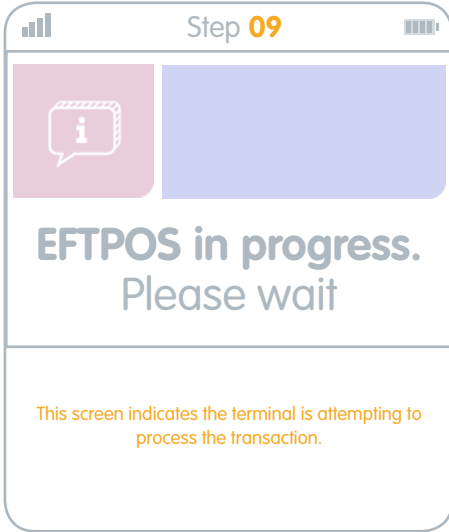 Step 09
i
EFTPOS in progress.
Please wait
This screen indicates the terminal is attempting to
process the transaction.